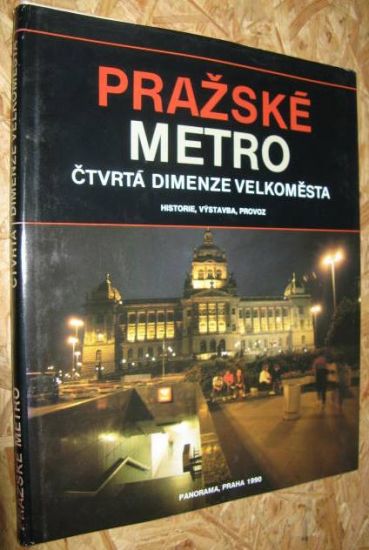 PRAŽSKÉ
METRO
ČTVRTÁ DIMENZE VELKOMĚSTA
HISTORIE, VÝSTAVBA, PROVOZ
PANORAMA, PRAHA 1990
PRAŽSKÉ METRO ČTVRTÁ DIMENZE VELKOMĚSTA